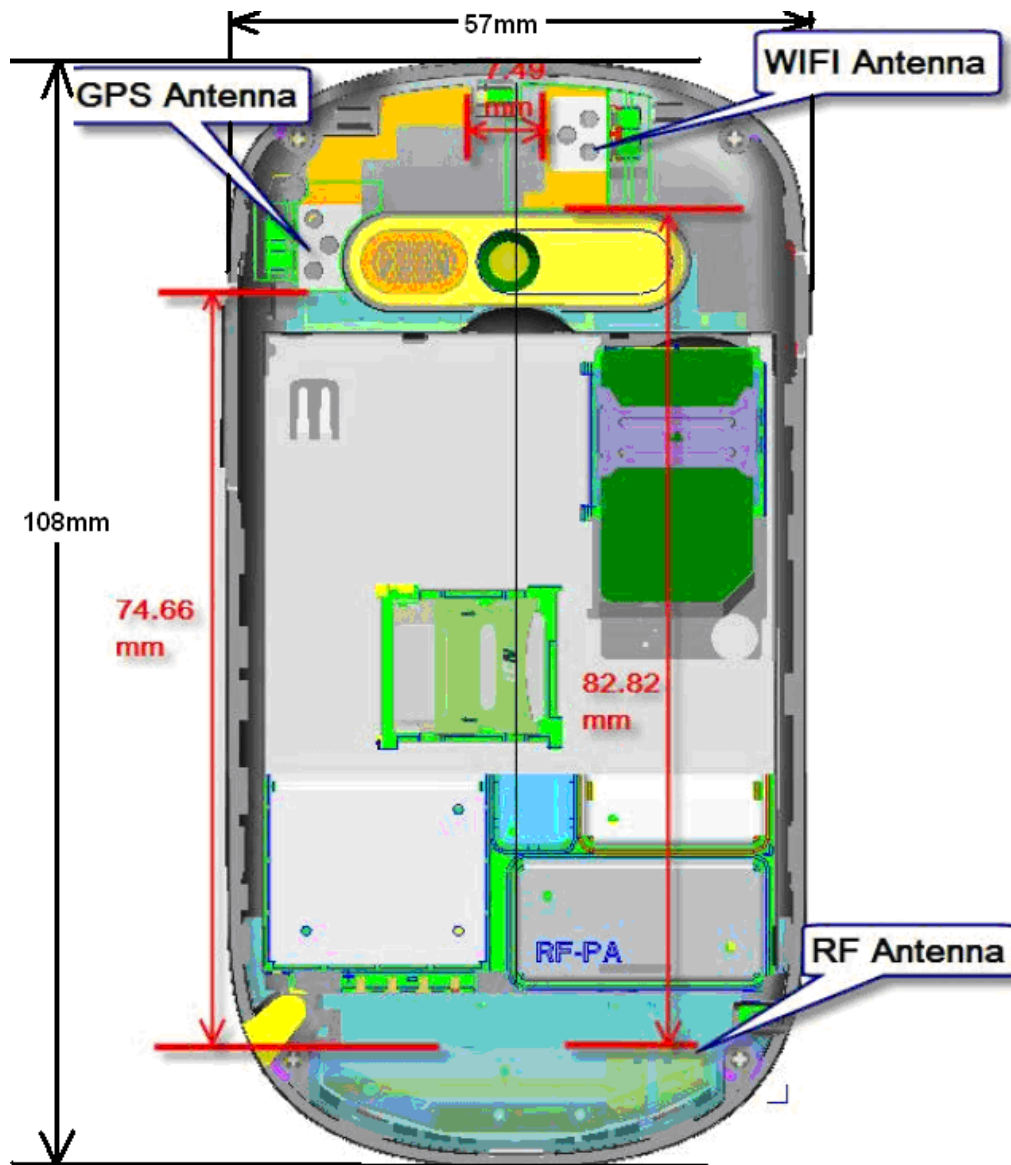 57mm
WIFI Antenna
GPS Antenna
7.49
mm
108mm
74.66
mm
82.82
mm
RF-PA
RF Antenna